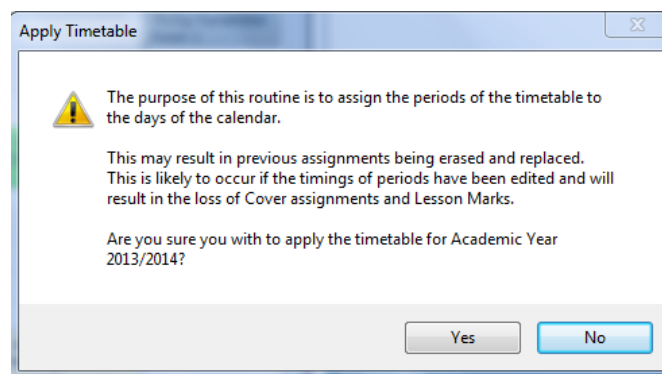 Apply Timetable
The purpose of this routine is to assign the periods of the timetable to
the days of the calendar.
This may result in previous assignments being erased and replaced.
This is likely to occur if the timings of periods have been edited and will
result in the loss of Cover assignments and Lesson Marks.
Are you sure you with to apply the timetable for Academic Year
2013/2014?
Yes No